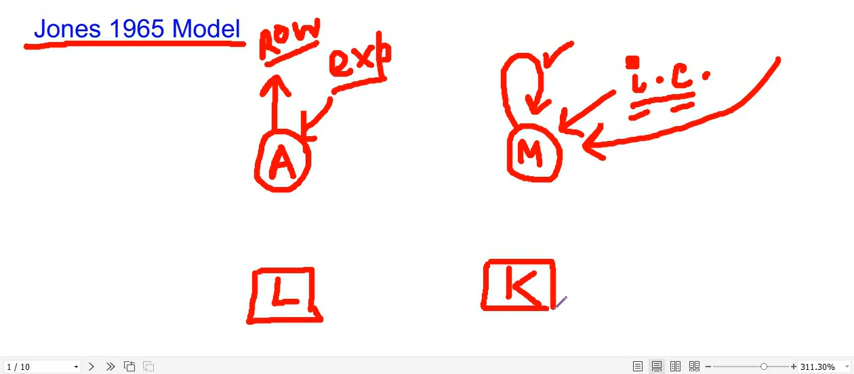 Jones 1965 Model
ROW
exp
i.c.
A
M
L
K
1 / 10
311.30%